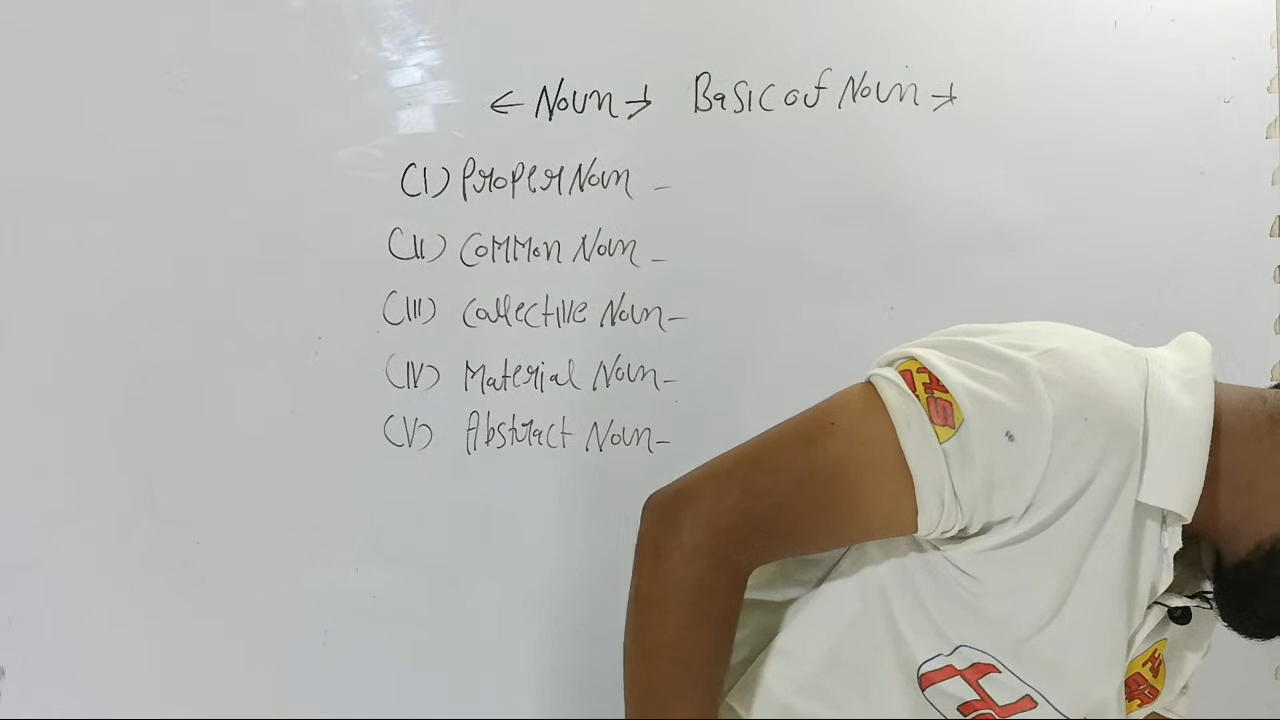 ← Noun → Basic of Noun →
(I) Proper Noun -
(II) Common Noun -
(III) Collective Noun -
(IV) Material Noun -
(V) Abstract Noun -